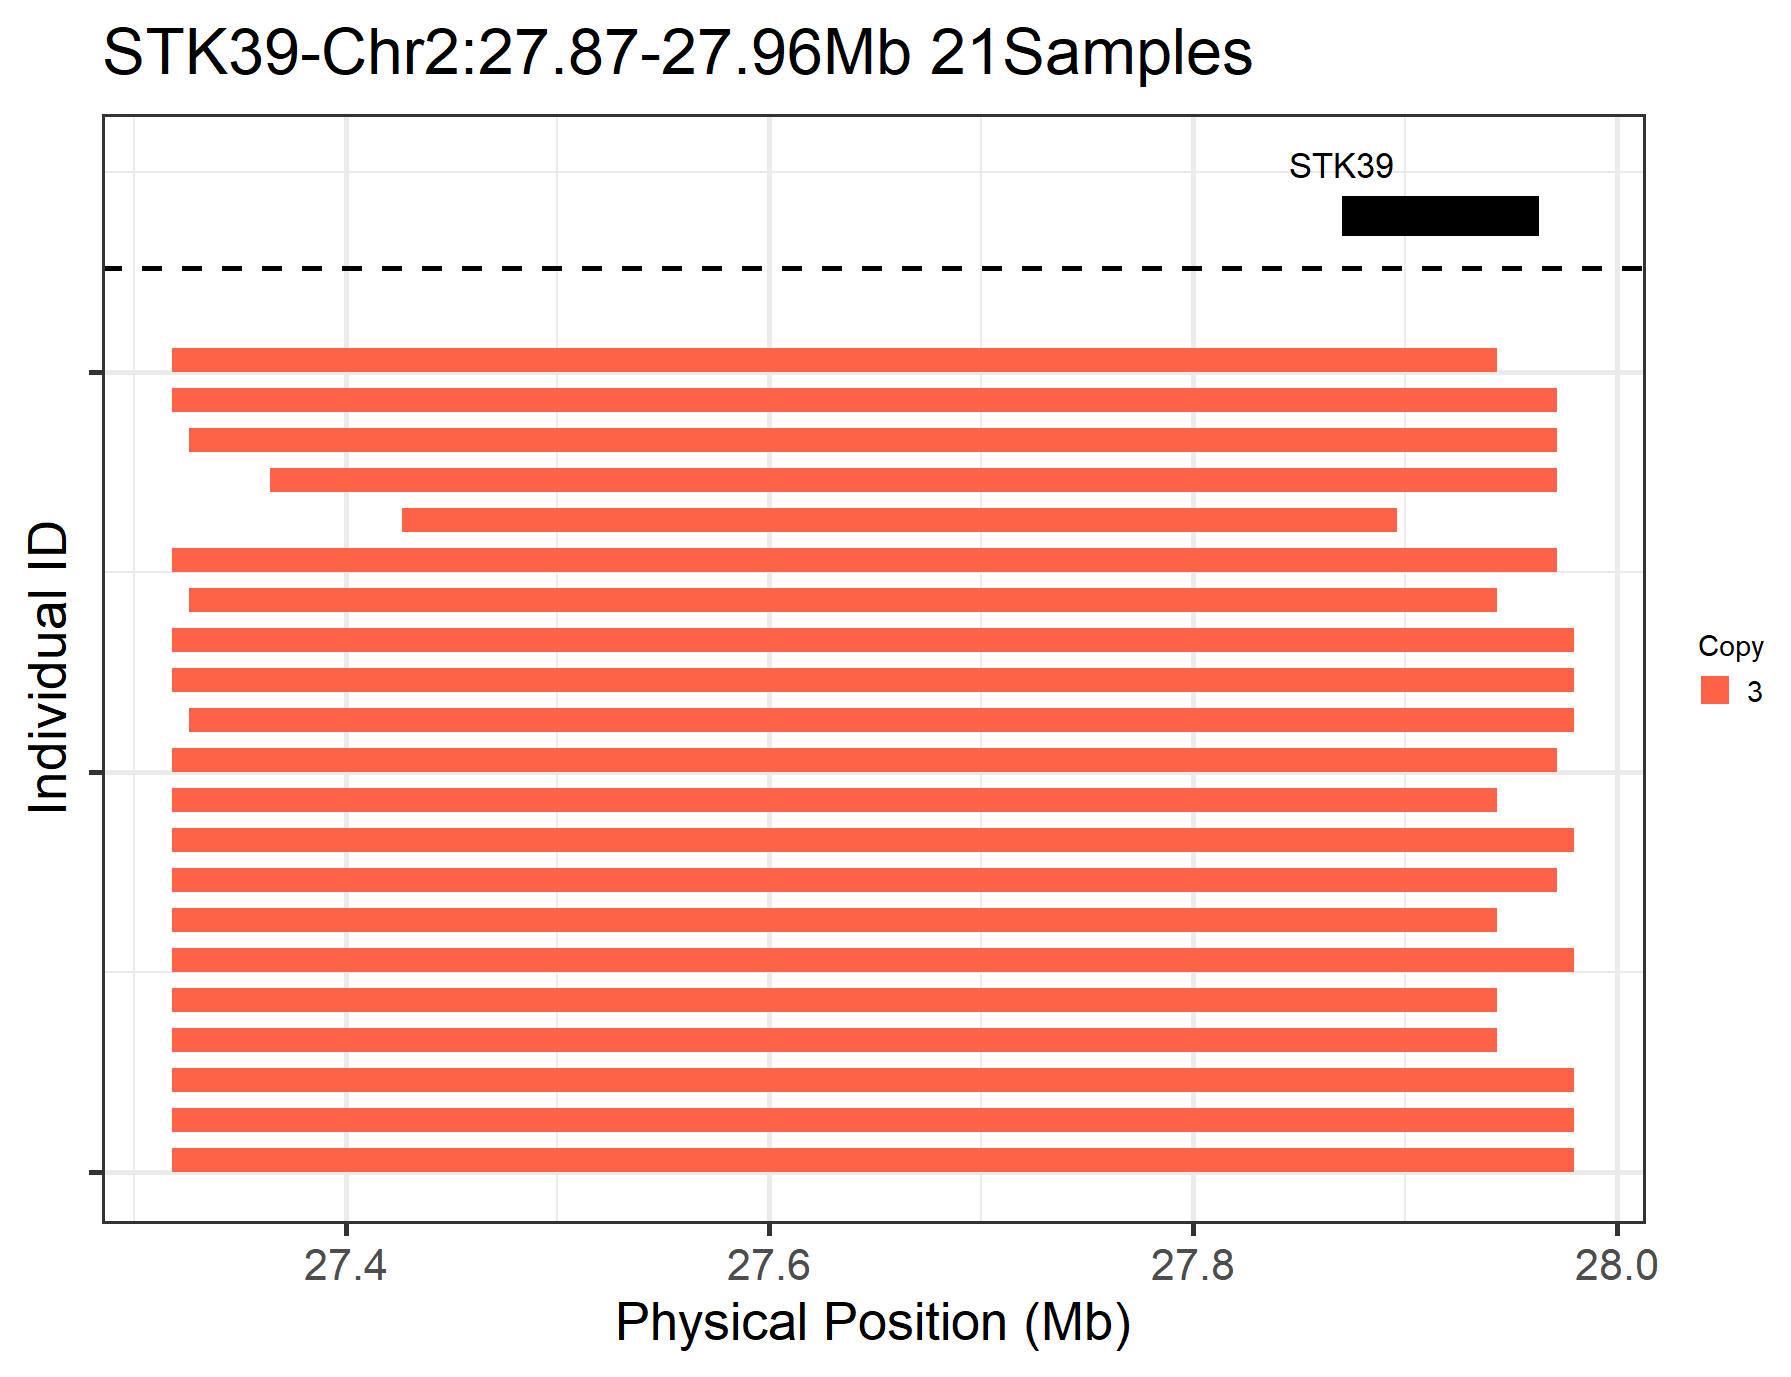 STK39-Chr2:27.87-27.96Mb 21Samples
STK39
Individual ID
Copy
3
27.4 27.6 27.8 28.0
Physical Position (Mb)